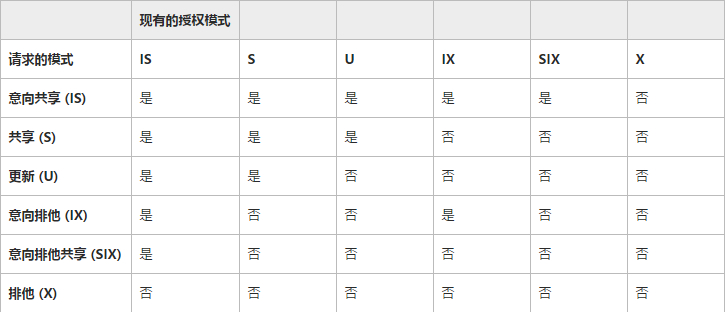 现有的授权模式
请求的模式 IS S U IX SIX X
意向共享 (IS) 是 是 是 是 是 否
共享 (S) 是 是 是 否 否 否
更新 (U) 是 是 否 否 否 否
意向排他 (IX) 是 否 否 是 否 否
意向排他共享 (SIX) 是 否 否 否 否 否
排他 (X) 否 否 否 否 否 否